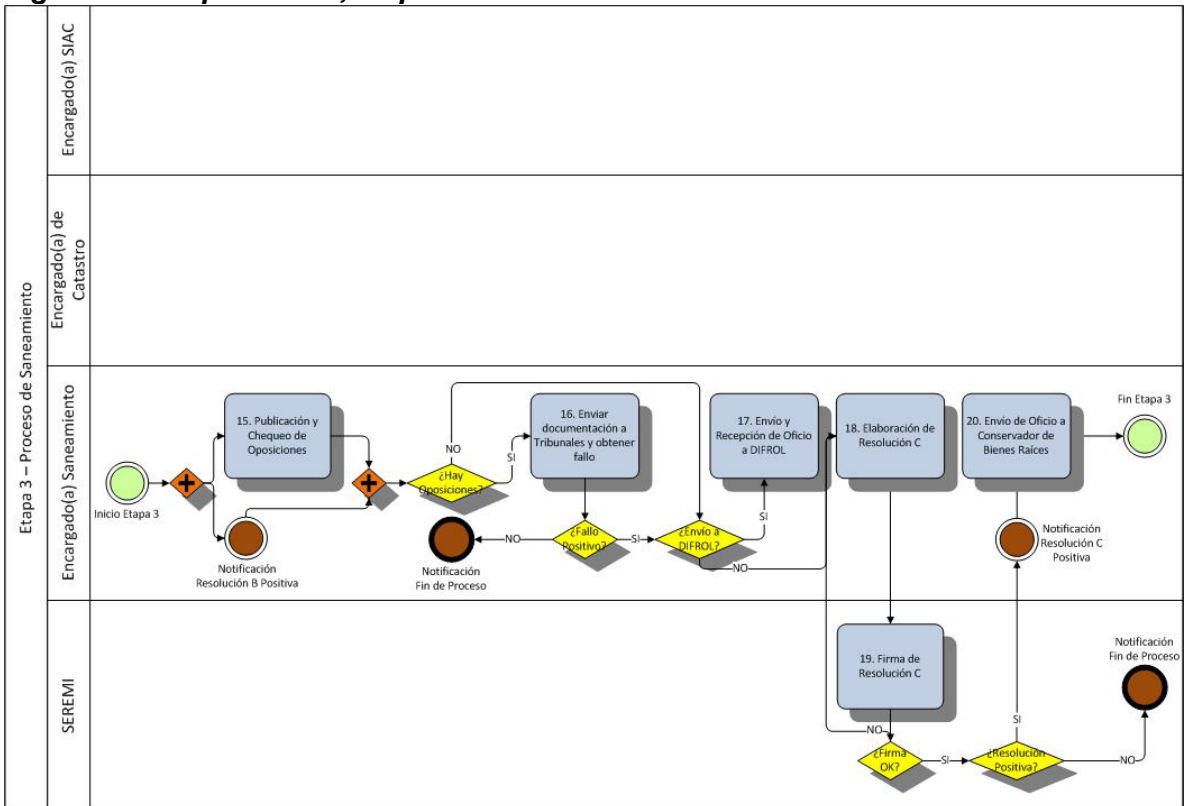 Etapa 3 – Proceso de Saneamiento
Encargado(a) SIAC
Encargado(a) de
Catastro
Encargado(a) Saneamiento
Inicio Etapa 3
15. Publicación y
Chequeo de
Oposiciones
Notificación
Resolución B Positiva
¿Hay
Oposiciones?
NO
SI
16. Enviar
documentación a
Tribunales y obtener
fallo
¿Fallo
Positivo?
NO
SI
Notificación
Fin de Proceso
¿Envío a
DIFROL?
SI
NO
17. Envío y
Recepción de Oficio
a DIFROL
18. Elaboración de
Resolución C
20. Envío de Oficio a
Conservador de
Bienes Raíces
Fin Etapa 3
Notificación
Resolución C
Positiva
SEREMI
19. Firma de
Resolución C
¿Firma
OK?
NO
SI
¿Resolución
Positiva?
SI
NO
Notificación
Fin de Proceso